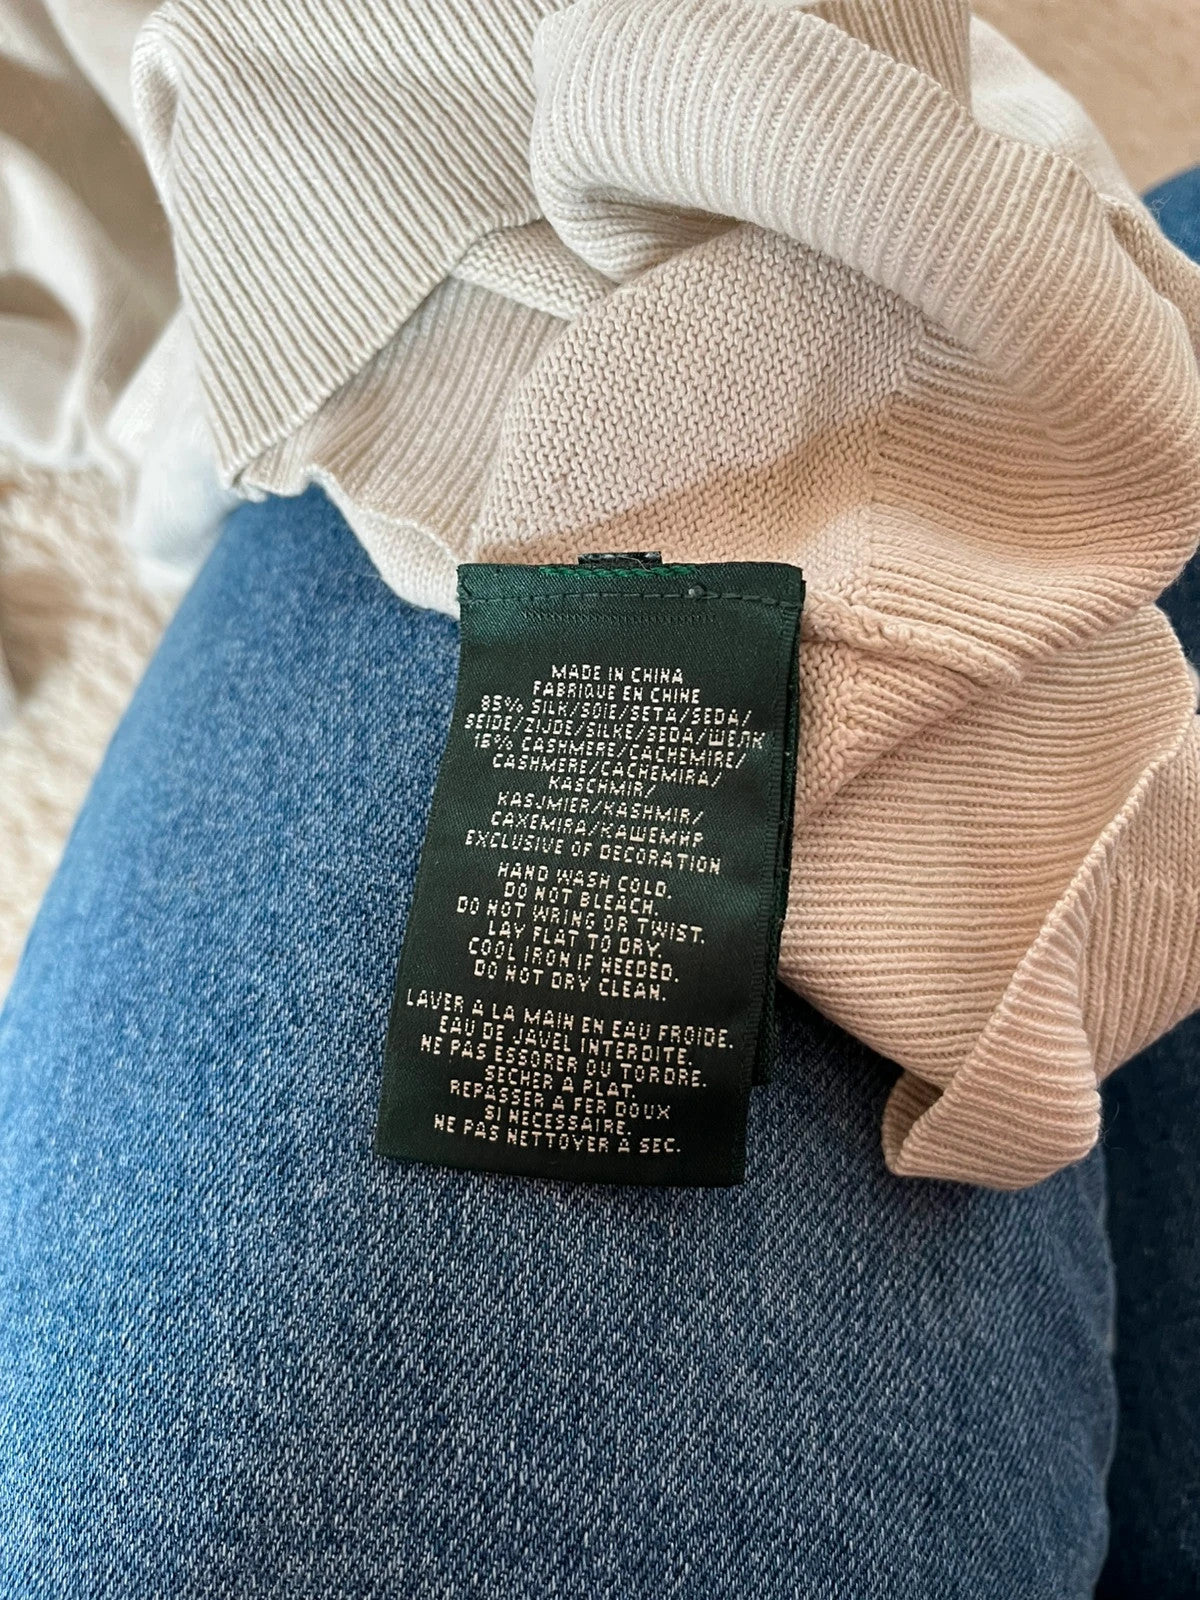 MADE IN CHINA
FABRIQUE EN CHINE
85% SILK/SOIE/SETA/SEDA/
SEIDE/ZIJDE/SILKE/SEDA/ШЕЛК
15% CASHMERE/CACHEMIRE/
CASHMERE/CACHEMIRA/
KASCHMIR/
KASJMIER/KASHMIR/
CAXEMIRA/КАШЕМИР
EXCLUSIVE OF DECORATION
HAND WASH COLD.
DO NOT BLEACH.
DO NOT WRING OR TWIST.
LAY FLAT TO DRY.
COOL IRON IF NEEDED.
DO NOT DRY CLEAN.
LAVER A LA MAIN EN EAU FROIDE.
EAU DE JAVEL INTERDITE.
NE PAS ESSORER OU TORDRE.
SECHER A PLAT.
REPASSER A FER DOUX
SI NECESSAIRE.
NE PAS NETTOYER A SEC.